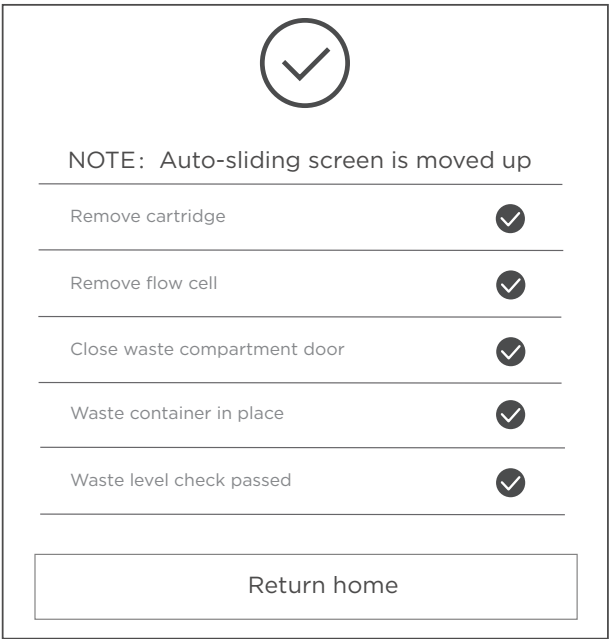 NOTE: Auto-sliding screen is moved up
Remove cartridge
Remove flow cell
Close waste compartment door
Waste container in place
Waste level check passed
Return home